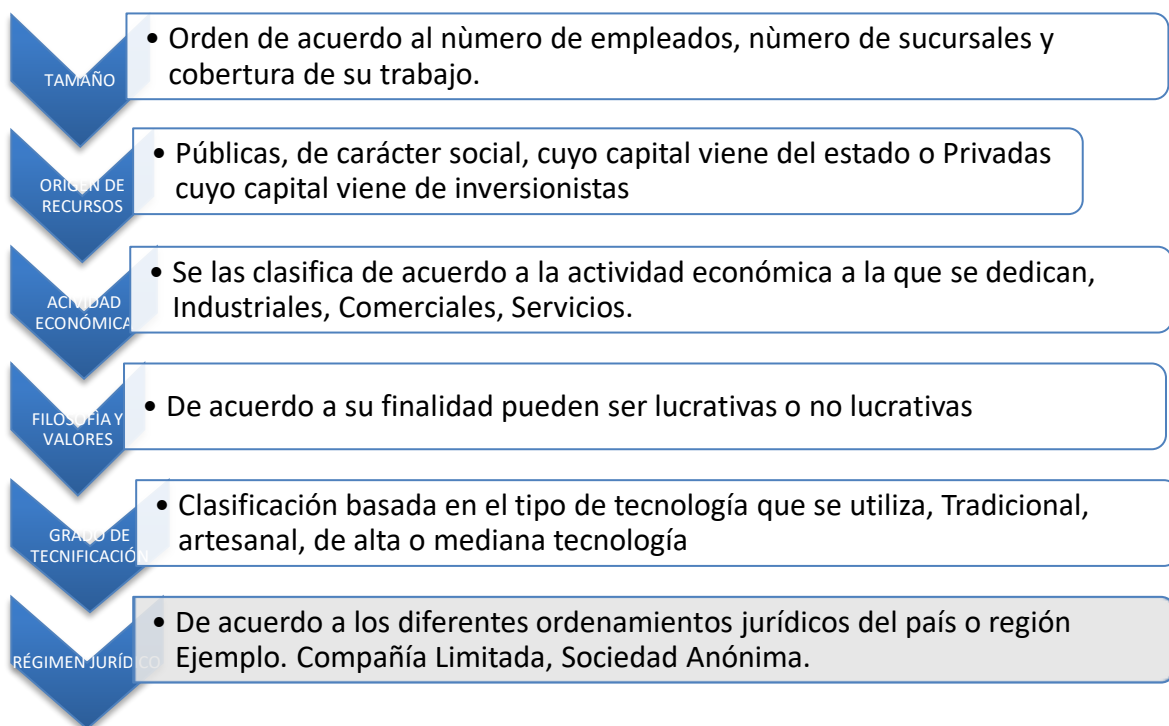 TAMAÑO
• Orden de acuerdo al nùmero de empleados, nùmero de sucursales y
cobertura de su trabajo.
ORIGEN DE
RECURSOS
• Públicas, de carácter social, cuyo capital viene del estado o Privadas
cuyo capital viene de inversionistas
ACIVIDAD
ECONÓMICA
• Se las clasifica de acuerdo a la actividad económica a la que se dedican,
Industriales, Comerciales, Servicios.
FILOSOFÌA Y
VALORES
• De acuerdo a su finalidad pueden ser lucrativas o no lucrativas
GRADO DE
TECNIFICACIÓN
• Clasificación basada en el tipo de tecnología que se utiliza, Tradicional,
artesanal, de alta o mediana tecnología
RÉGIMEN JURÍDICO
• De acuerdo a los diferentes ordenamientos jurídicos del país o región
Ejemplo. Compañía Limitada, Sociedad Anónima.